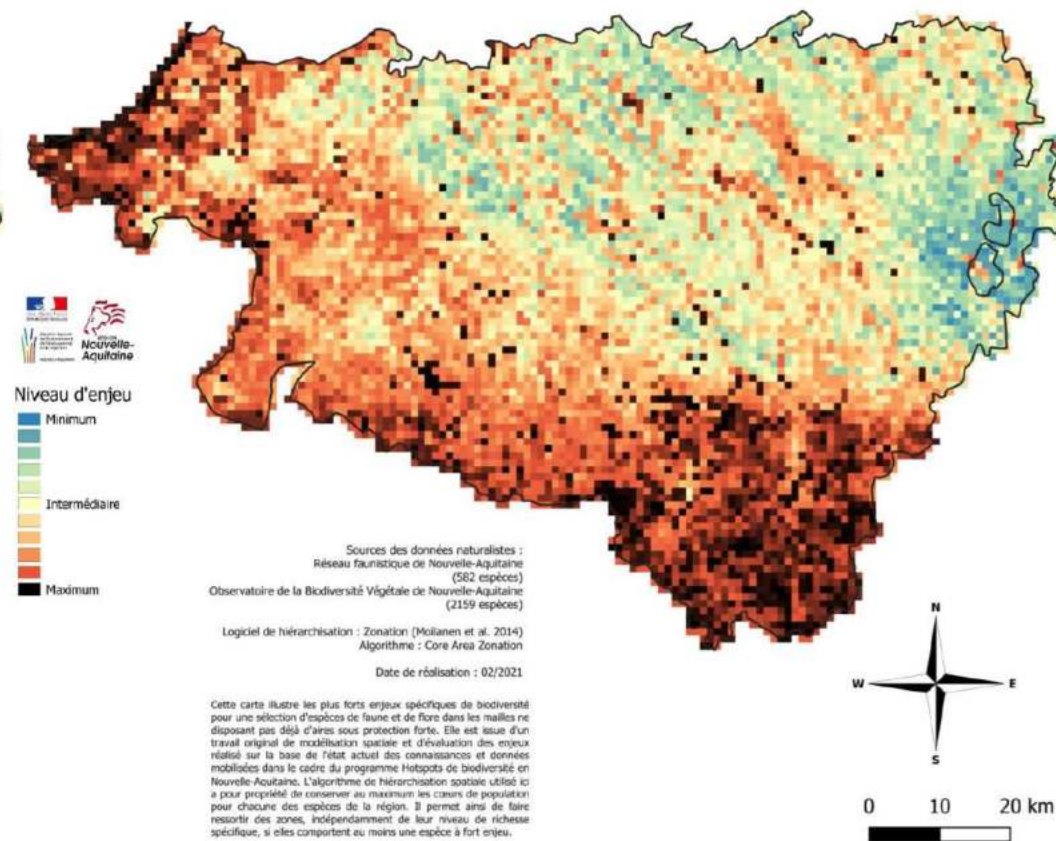 Nouvelle-
Aquitaine
Niveau d'enjeu
Minimum
Intermédiaire
Maximum
Sources des données naturalistes :
Réseau faunistique de Nouvelle-Aquitaine
(582 espèces)
Observatoire de la Biodiversité Végétale de Nouvelle-Aquitaine
(2159 espèces)
Logiciel de hiérarchisation : Zonation (Moilanen et al. 2014)
Algorithme : Core Area Zonation
Date de réalisation : 02/2021
Cette carte illustre les plus forts enjeux spécifiques de biodiversité
pour une sélection d'espèces de faune et de flore dans les mailles ne
disposant pas déjà d'aires sous protection forte. Elle est issue d'un
travail original de modélisation spatiale et d'évaluation des enjeux
réalisé sur la base de l'état actuel des connaissances et données
mobilisées dans le cadre du programme Hotspots de biodiversité en
Nouvelle-Aquitaine. L'algorithme de hiérarchisation spatiale utilisé ici
a pour propriété de conserver au maximum les cœurs de population
pour chacune des espèces de la région. Il permet ainsi de faire
ressortir des zones, indépendamment de leur niveau de richesse
spécifique, si elles comportent au moins une espèce à fort enjeu.
N
W
E
S
0 10 20 km